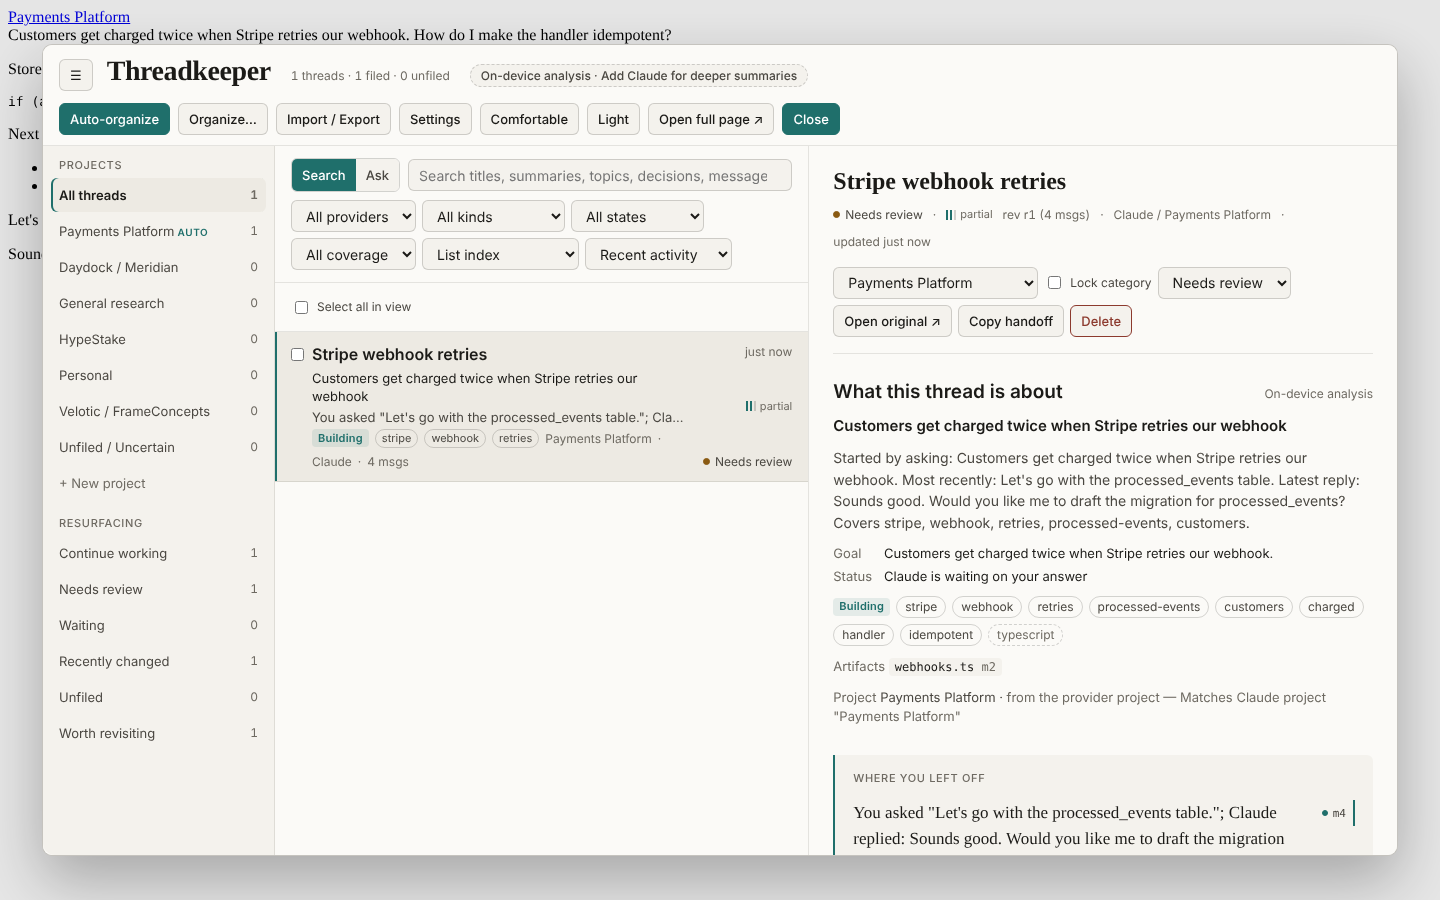 Payments Platform
Customers get charged twice when Stripe retries our webhook. How do I make the handler idempotent?
Store
if (a
Next
Let's
Soun
☰
Threadkeeper
1 threads · 1 filed · 0 unfiled
On-device analysis · Add Claude for deeper summaries
Auto-organize
Organize...
Import / Export
Settings
Comfortable
Light
Open full page ↗
Close
PROJECTS
All threads 1
Payments Platform AUTO 1
Daydock / Meridian 0
General research 0
HypeStake 0
Personal 0
Velotic / FrameConcepts 0
Unfiled / Uncertain 0
+ New project
RESURFACING
Continue working 1
Needs review 1
Waiting 0
Recently changed 1
Unfiled 0
Worth revisiting 1
Search
Ask
Search titles, summaries, topics, decisions, message
All providers
All kinds
All states
All coverage
List index
Recent activity
Select all in view
Stripe webhook retries
just now
Customers get charged twice when Stripe retries our
webhook
partial
You asked "Let's go with the processed_events table."; Cla...
Building stripe webhook retries Payments Platform ·
Claude · 4 msgs
Needs review
Stripe webhook retries
Needs review · partial rev r1 (4 msgs) · Claude / Payments Platform ·
updated just now
Payments Platform
Lock category
Needs review
Open original ↗
Copy handoff
Delete
What this thread is about
On-device analysis
Customers get charged twice when Stripe retries our webhook
Started by asking: Customers get charged twice when Stripe retries our
webhook. Most recently: Let's go with the processed_events table. Latest reply:
Sounds good. Would you like me to draft the migration for processed_events?
Covers stripe, webhook, retries, processed-events, customers.
Goal Customers get charged twice when Stripe retries our webhook.
Status Claude is waiting on your answer
Building stripe webhook retries processed-events customers charged
handler idempotent typescript
Artifacts webhooks.ts m2
Project Payments Platform · from the provider project — Matches Claude project
"Payments Platform"
WHERE YOU LEFT OFF
You asked "Let's go with the processed_events table."; Claude
m4
replied: Sounds good. Would you like me to draft the migration